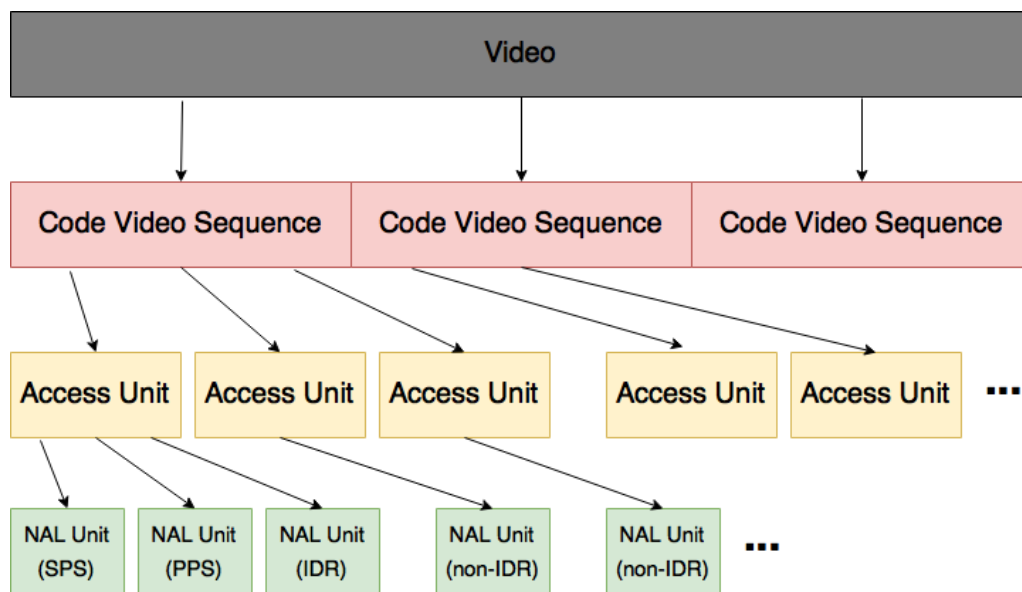 Video
Code Video Sequence
Code Video Sequence
Code Video Sequence
Access Unit
Access Unit
Access Unit
Access Unit
Access Unit
...
NAL Unit
(SPS)
NAL Unit
(PPS)
NAL Unit
(IDR)
NAL Unit
(non-IDR)
NAL Unit
(non-IDR)
...